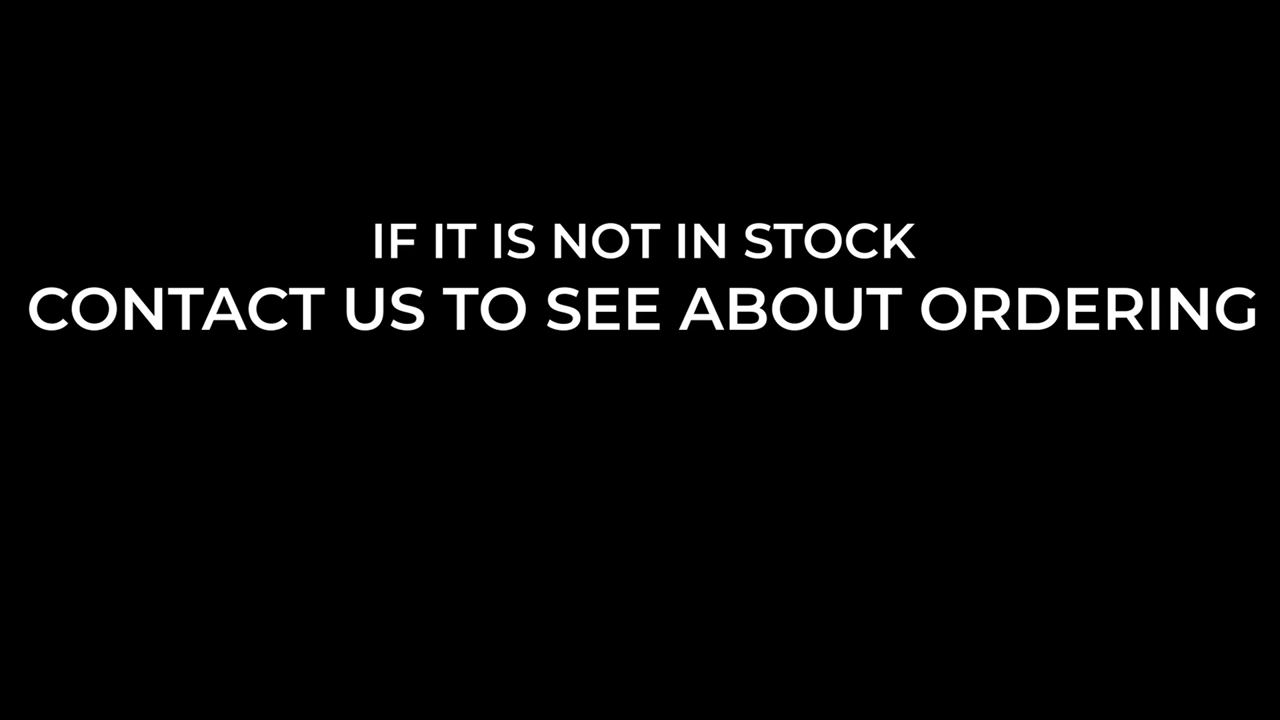 IF IT IS NOT IN STOCK
CONTACT US TO SEE ABOUT ORDERING